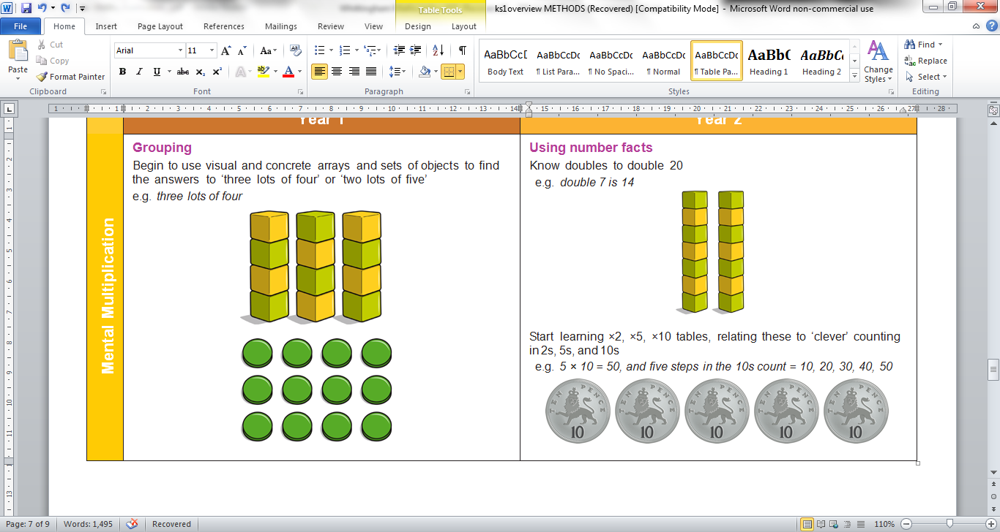 ks1overview METHODS (Recovered) [Compatibility Mode] - Microsoft Word non-commercial use
Table Tools
File Home Insert Page Layout References Mailings Review View Design Layout
Paste
Cut
Copy
Format Painter
Clipboard
Arial 11
Font
Paragraph
AaBbCcD AaBbCcDc AaBbCcDc AaBbCcDc AaBbCcDc AaBbC AaBbCc
Body Text ¶ List Para... ¶ No Spaci... ¶ Normal ¶ Table Pa... Heading 1 Heading 2
Change Styles
Styles
Find
Replace
Select
Editing
Year 1 Year 2
Mental Multiplication
Grouping
Begin to use visual and concrete arrays and sets of objects to find
the answers to ‘three lots of four’ or ‘two lots of five’
e.g. three lots of four
Using number facts
Know doubles to double 20
e.g. double 7 is 14
Start learning ×2, ×5, ×10 tables, relating these to ‘clever’ counting
in 2s, 5s, and 10s
e.g. 5 × 10 = 50, and five steps in the 10s count = 10, 20, 30, 40, 50
TEN PENCE 10 TEN PENCE 10 TEN PENCE 10 TEN PENCE 10 TEN PENCE 10
Page: 7 of 9 Words: 1,495 Recovered 110%